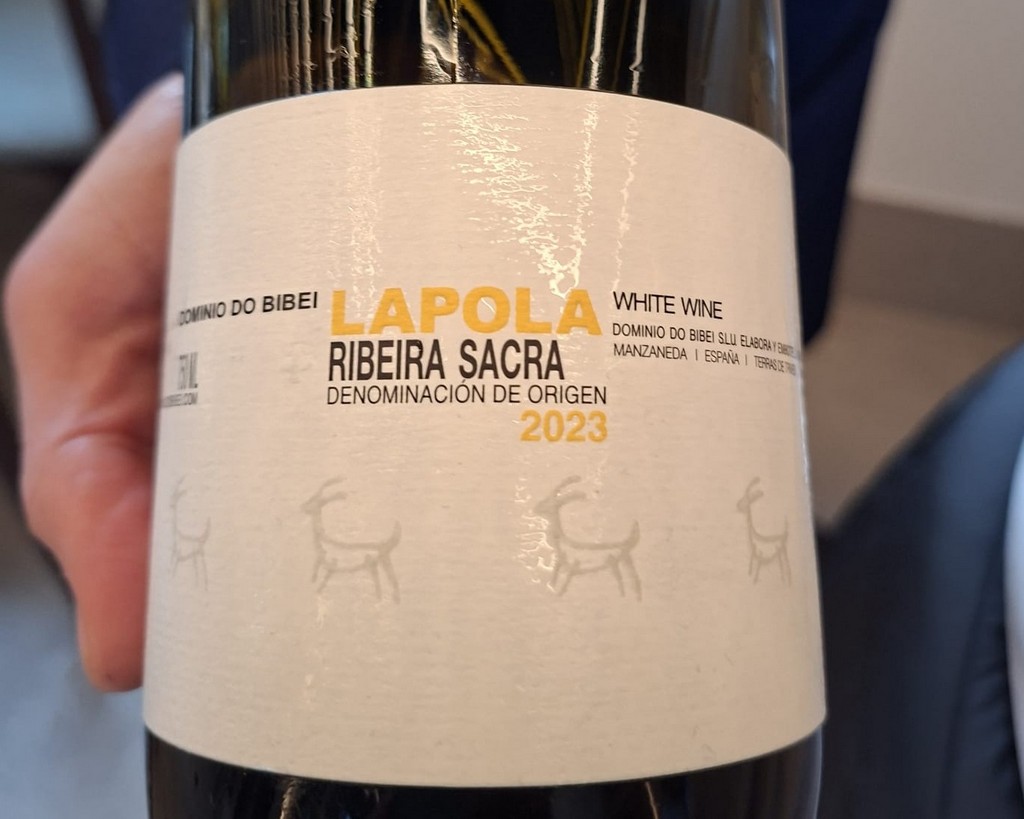 DOMINIO DO BIBEI
LAPOLA
RIBEIRA SACRA
DENOMINACIÓN DE ORIGEN
2023
WHITE WINE
DOMINIO DO BIBEI S.L.U. ELABORA Y
MANZANEDA | ESPAÑA | TERRAS DE